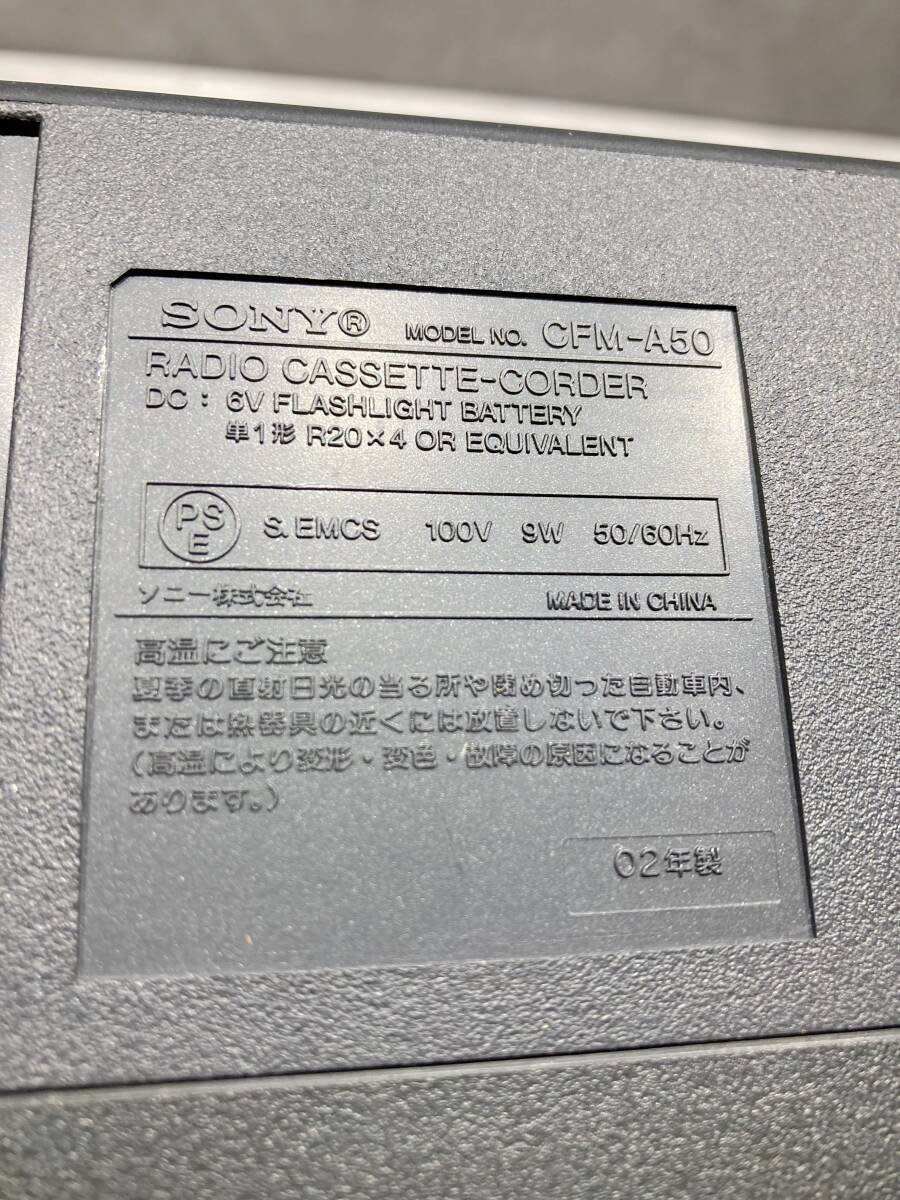 SONY® MODEL NO. CFM-A50
RADIO CASSETTE-CORDER
DC : 6V FLASHLIGHT BATTERY
単1形 R20×4 OR EQUIVALENT
PS E S.EMCS 100V 9W 50/60Hz
ソニー株式会社 MADE IN CHINA
高温にご注意
夏季の直射日光の当る所や閉め切った自動車内、
または熱器具の近くには放置しないで下さい。
(高温により変形・変色・故障の原因になることが
あります。)
02年製